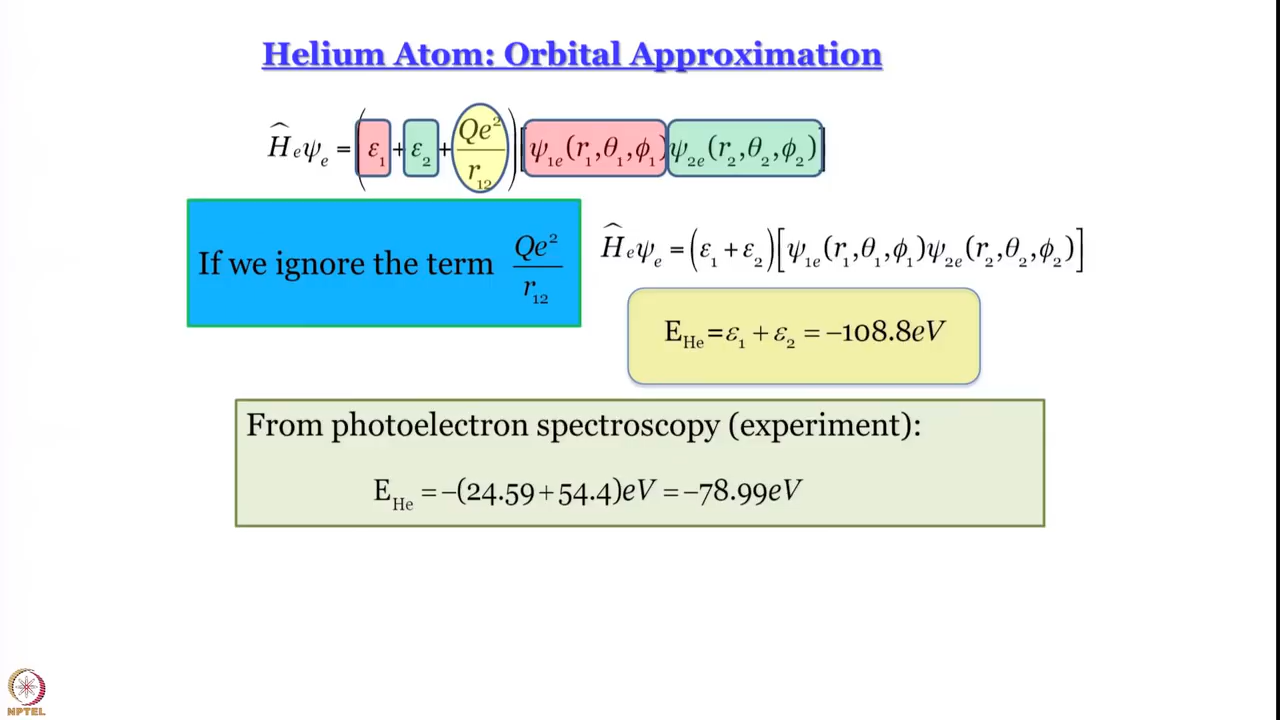 Helium Atom: Orbital Approximation
Ĥₑψₑ = (ε₁ + ε₂ + Qe²/r₁₂)[ψ₁ₑ(r₁,θ₁,ϕ₁)ψ₂ₑ(r₂,θ₂,ϕ₂)]
If we ignore the term Qe²/r₁₂
Ĥₑψₑ = (ε₁ + ε₂)[ψ₁ₑ(r₁,θ₁,ϕ₁)ψ₂ₑ(r₂,θ₂,ϕ₂)]
E_He = ε₁ + ε₂ = −108.8eV
From photoelectron spectroscopy (experiment):
E_He = −(24.59 + 54.4)eV = −78.99eV
NPTEL